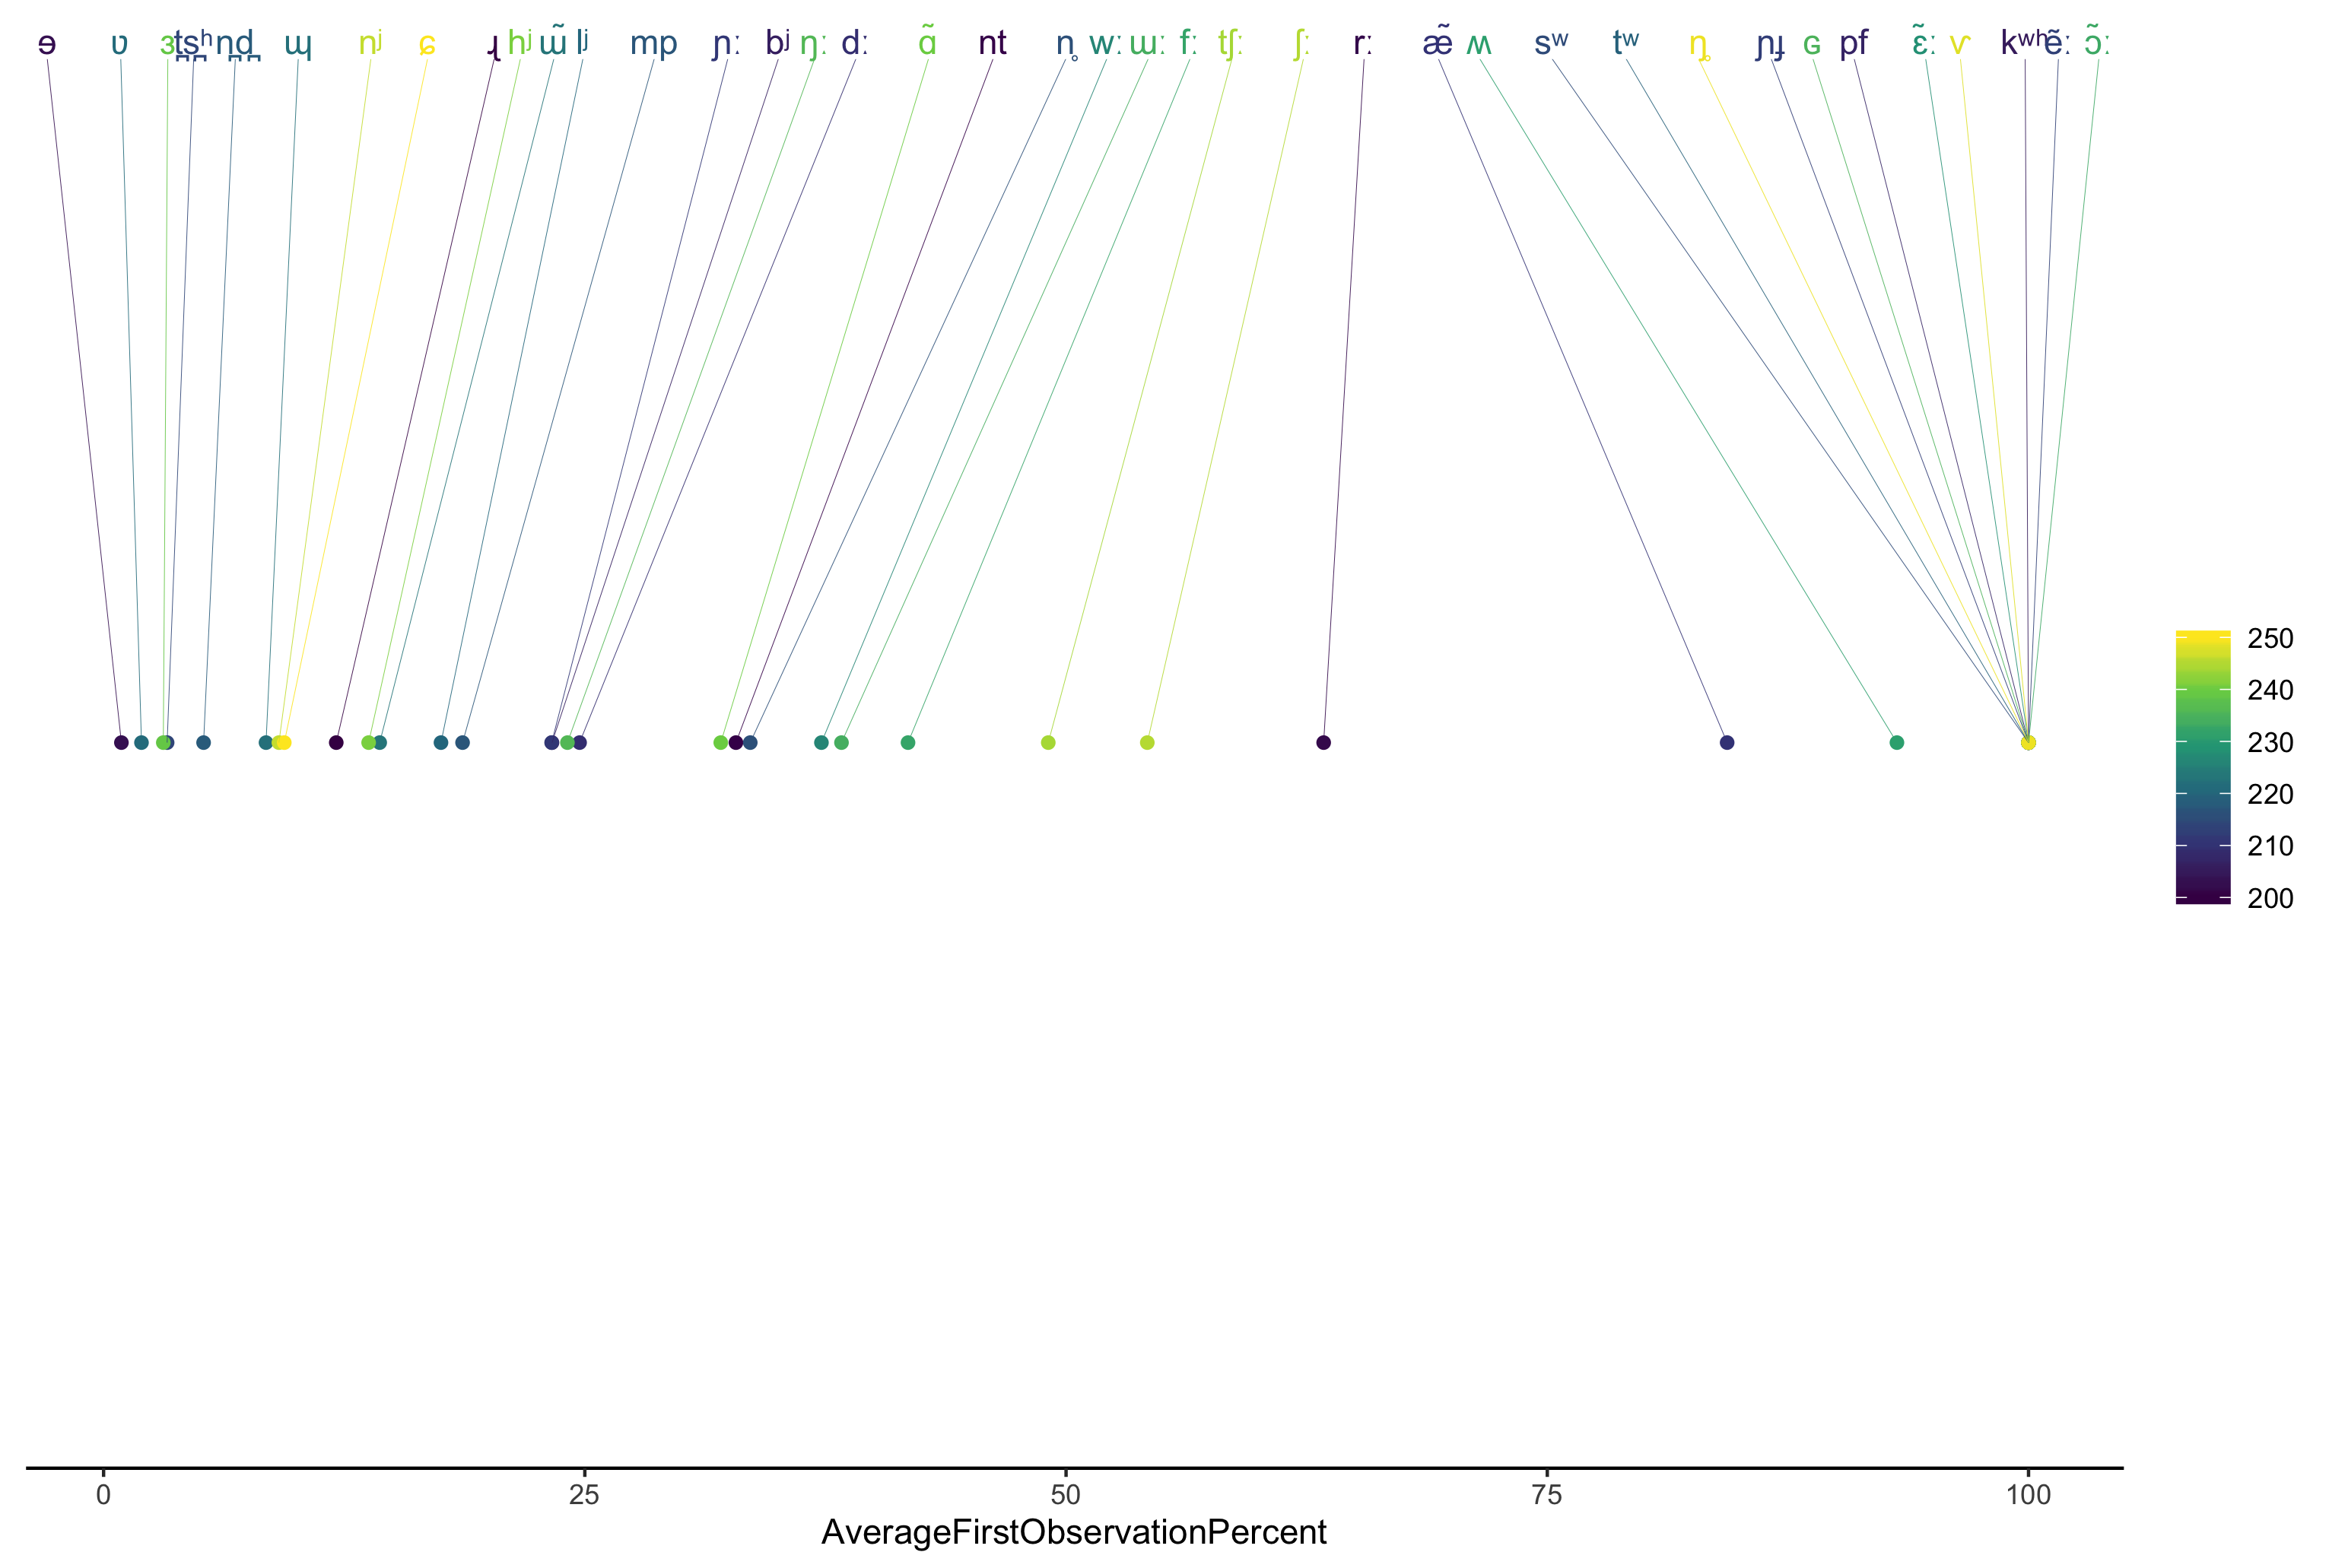 ɘ ʋ ɜ t̪s̪ʰ n̪d̪ ɰ nʲ ɞ ɻ hʲ ɯ̃ lʲ mp ɲː bʲ ŋː dː ɑ̃ nt n̥ wː ɯː fː tʃː ʃː rː æ̃ ʍ sʷ tʷ ɲɟ ɢ pf ɛ̃ː ⱱ kʷʰ ẽː ɔ̃ː
250
240
230
220
210
200
0 25 50 75 100
AverageFirstObservationPercent